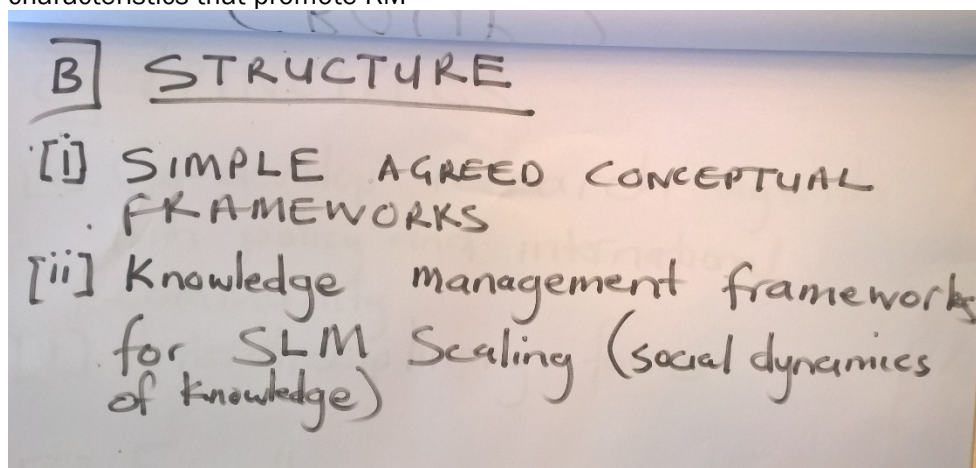 characteristics that promote RM
B] STRUCTURE
[i] SIMPLE AGREED CONCEPTUAL
FRAMEWORKS
[ii] Knowledge management frameworks
for SLM Scaling (social dynamics
of knowledge)